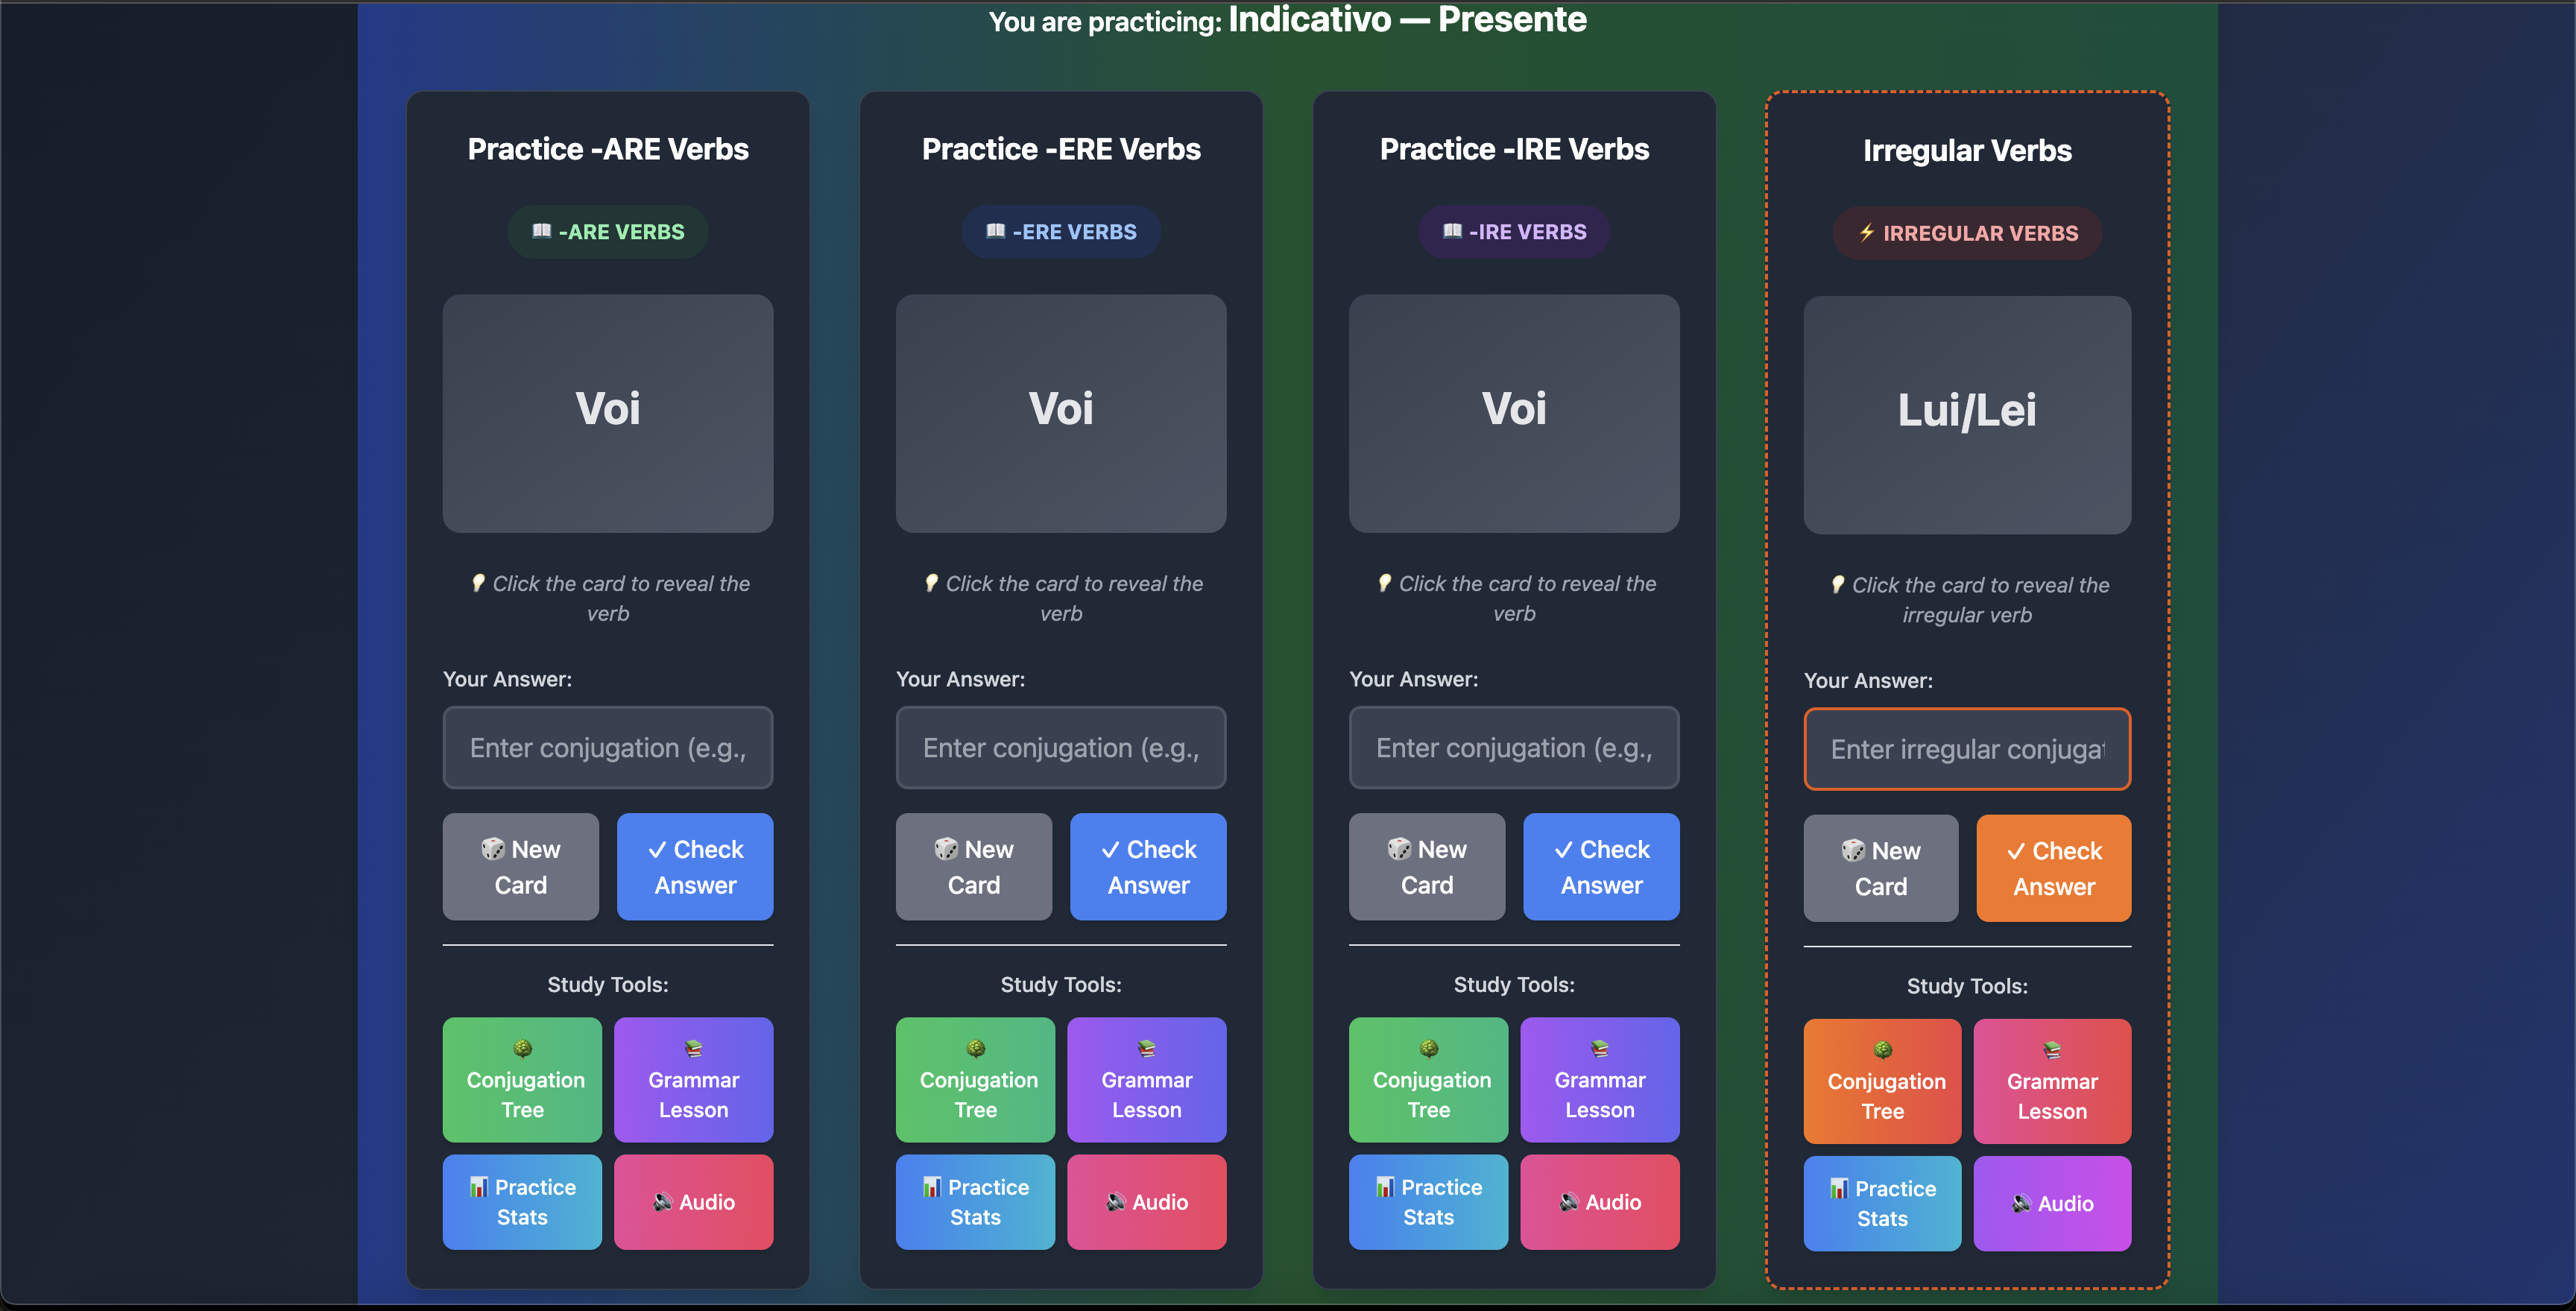 You are practicing: Indicativo — Presente
Practice -ARE Verbs
-ARE VERBS
Voi
Click the card to reveal the
verb
Your Answer:
Enter conjugation (e.g.,
New
Card
✓ Check
Answer
Study Tools:
Conjugation
Tree
Grammar
Lesson
Practice
Stats
Audio
Practice -ERE Verbs
-ERE VERBS
Voi
Click the card to reveal the
verb
Your Answer:
Enter conjugation (e.g.,
New
Card
✓ Check
Answer
Study Tools:
Conjugation
Tree
Grammar
Lesson
Practice
Stats
Audio
Practice -IRE Verbs
-IRE VERBS
Voi
Click the card to reveal the
verb
Your Answer:
Enter conjugation (e.g.,
New
Card
✓ Check
Answer
Study Tools:
Conjugation
Tree
Grammar
Lesson
Practice
Stats
Audio
Irregular Verbs
IRREGULAR VERBS
Lui/Lei
Click the card to reveal the
irregular verb
Your Answer:
Enter irregular conjugat
New
Card
✓ Check
Answer
Study Tools:
Conjugation
Tree
Grammar
Lesson
Practice
Stats
Audio